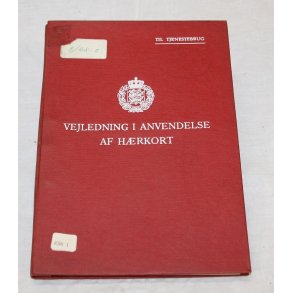 TIL TJENESTEBRUG
VEJLEDNING I ANVENDELSE
AF HÆRKORT